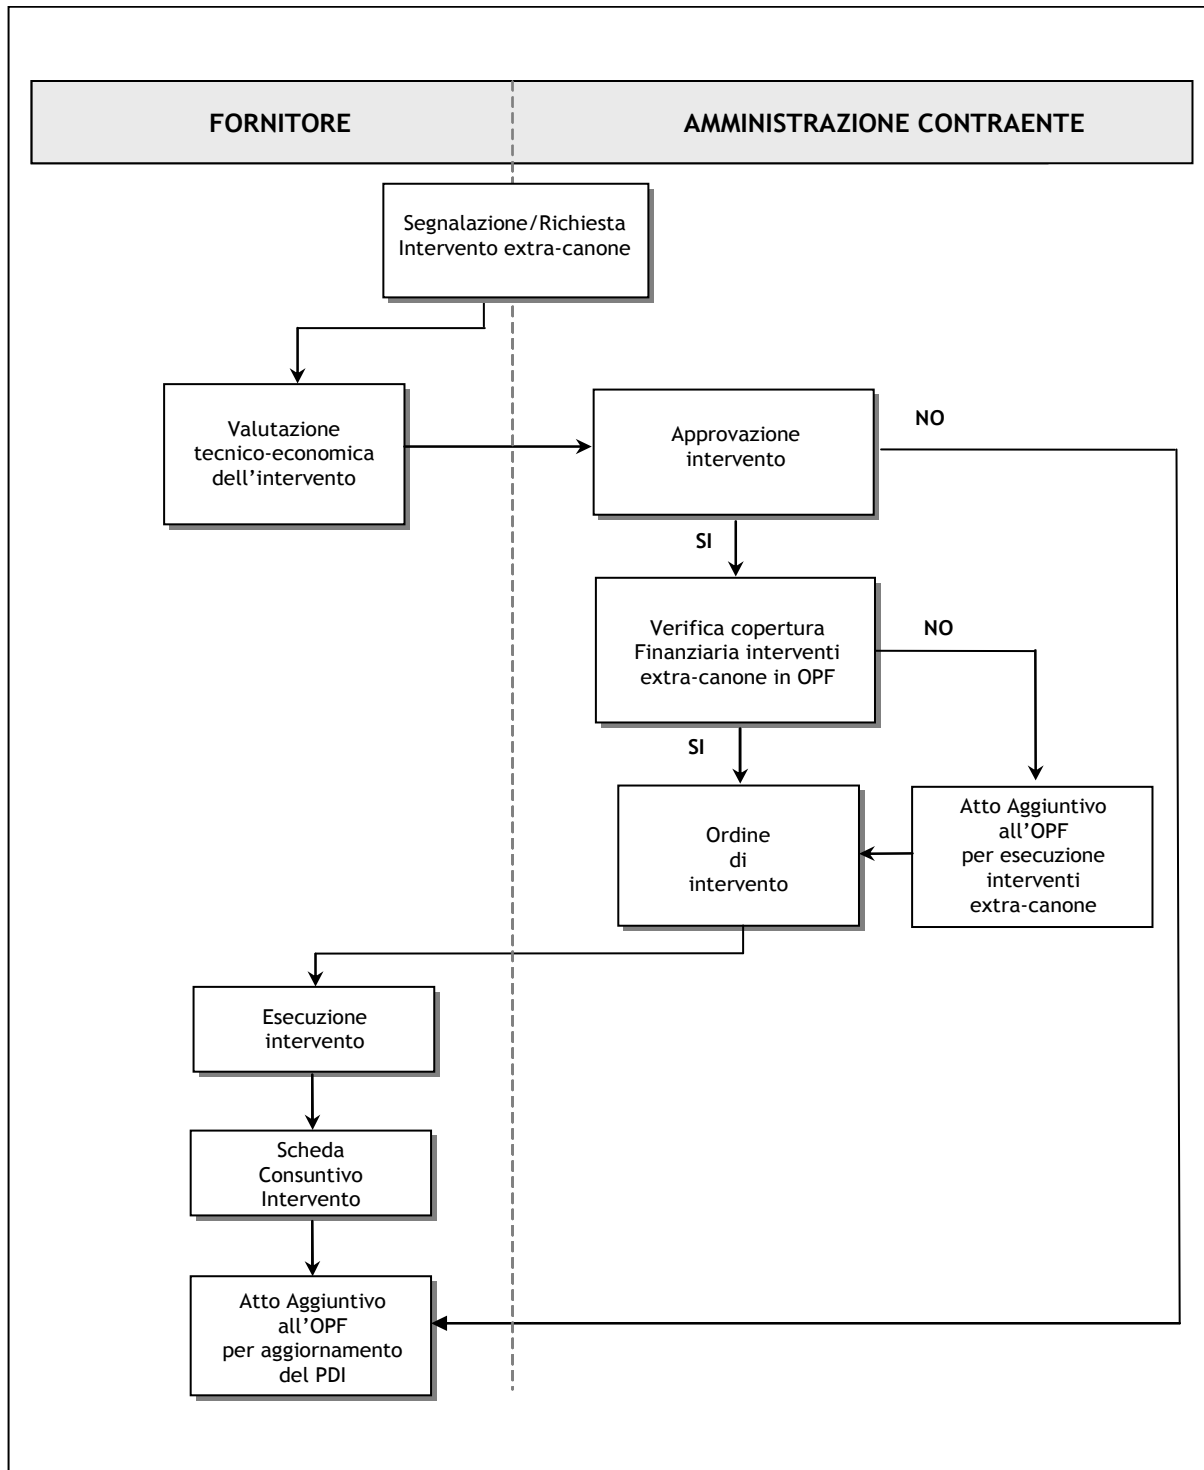 FORNITORE
AMMINISTRAZIONE CONTRAENTE
Segnalazione/Richiesta
Intervento extra-canone
Valutazione
tecnico-economica
dell’intervento
Approvazione
intervento
NO
SI
Verifica copertura
Finanziaria interventi
extra-canone in OPF
NO
SI
Ordine
di
intervento
Atto Aggiuntivo
all’OPF
per esecuzione
interventi
extra-canone
Esecuzione
intervento
Scheda
Consuntivo
Intervento
Atto Aggiuntivo
all’OPF
per aggiornamento
del PDI